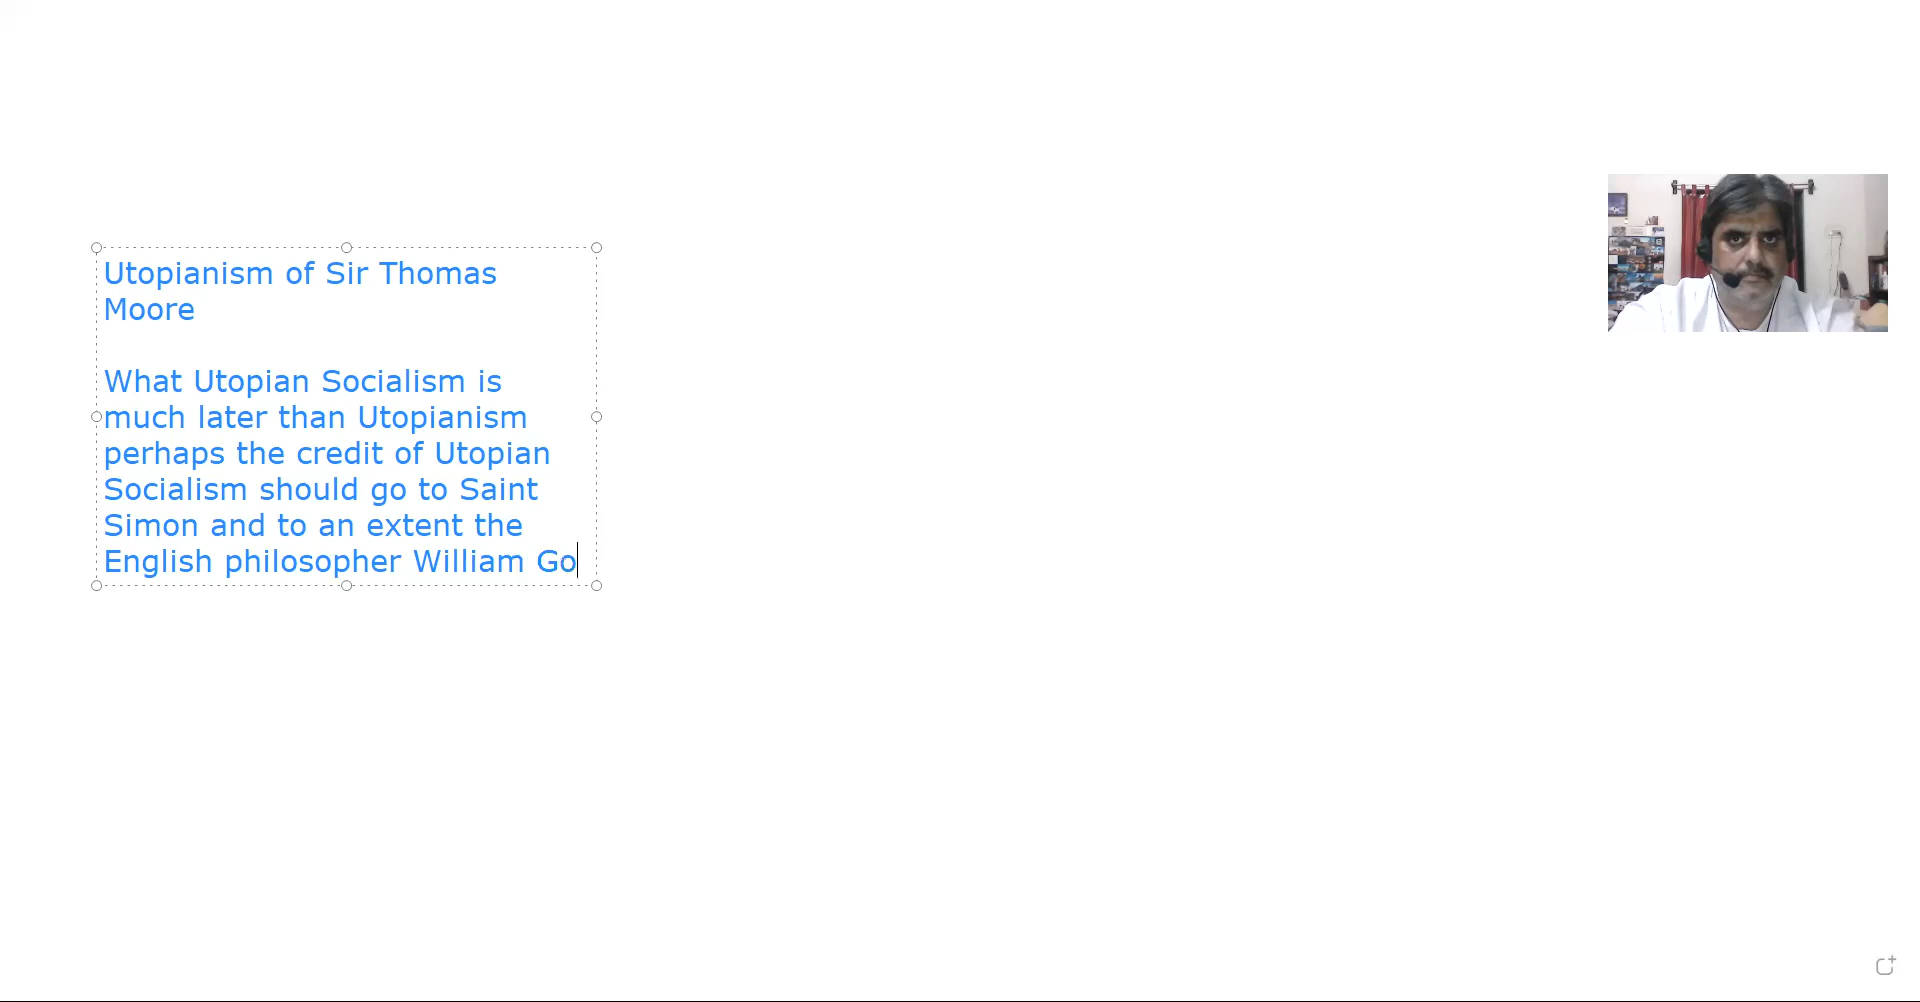 Utopianism of Sir Thomas
Moore
What Utopian Socialism is
much later than Utopianism
perhaps the credit of Utopian
Socialism should go to Saint
Simon and to an extent the
English philosopher William Go